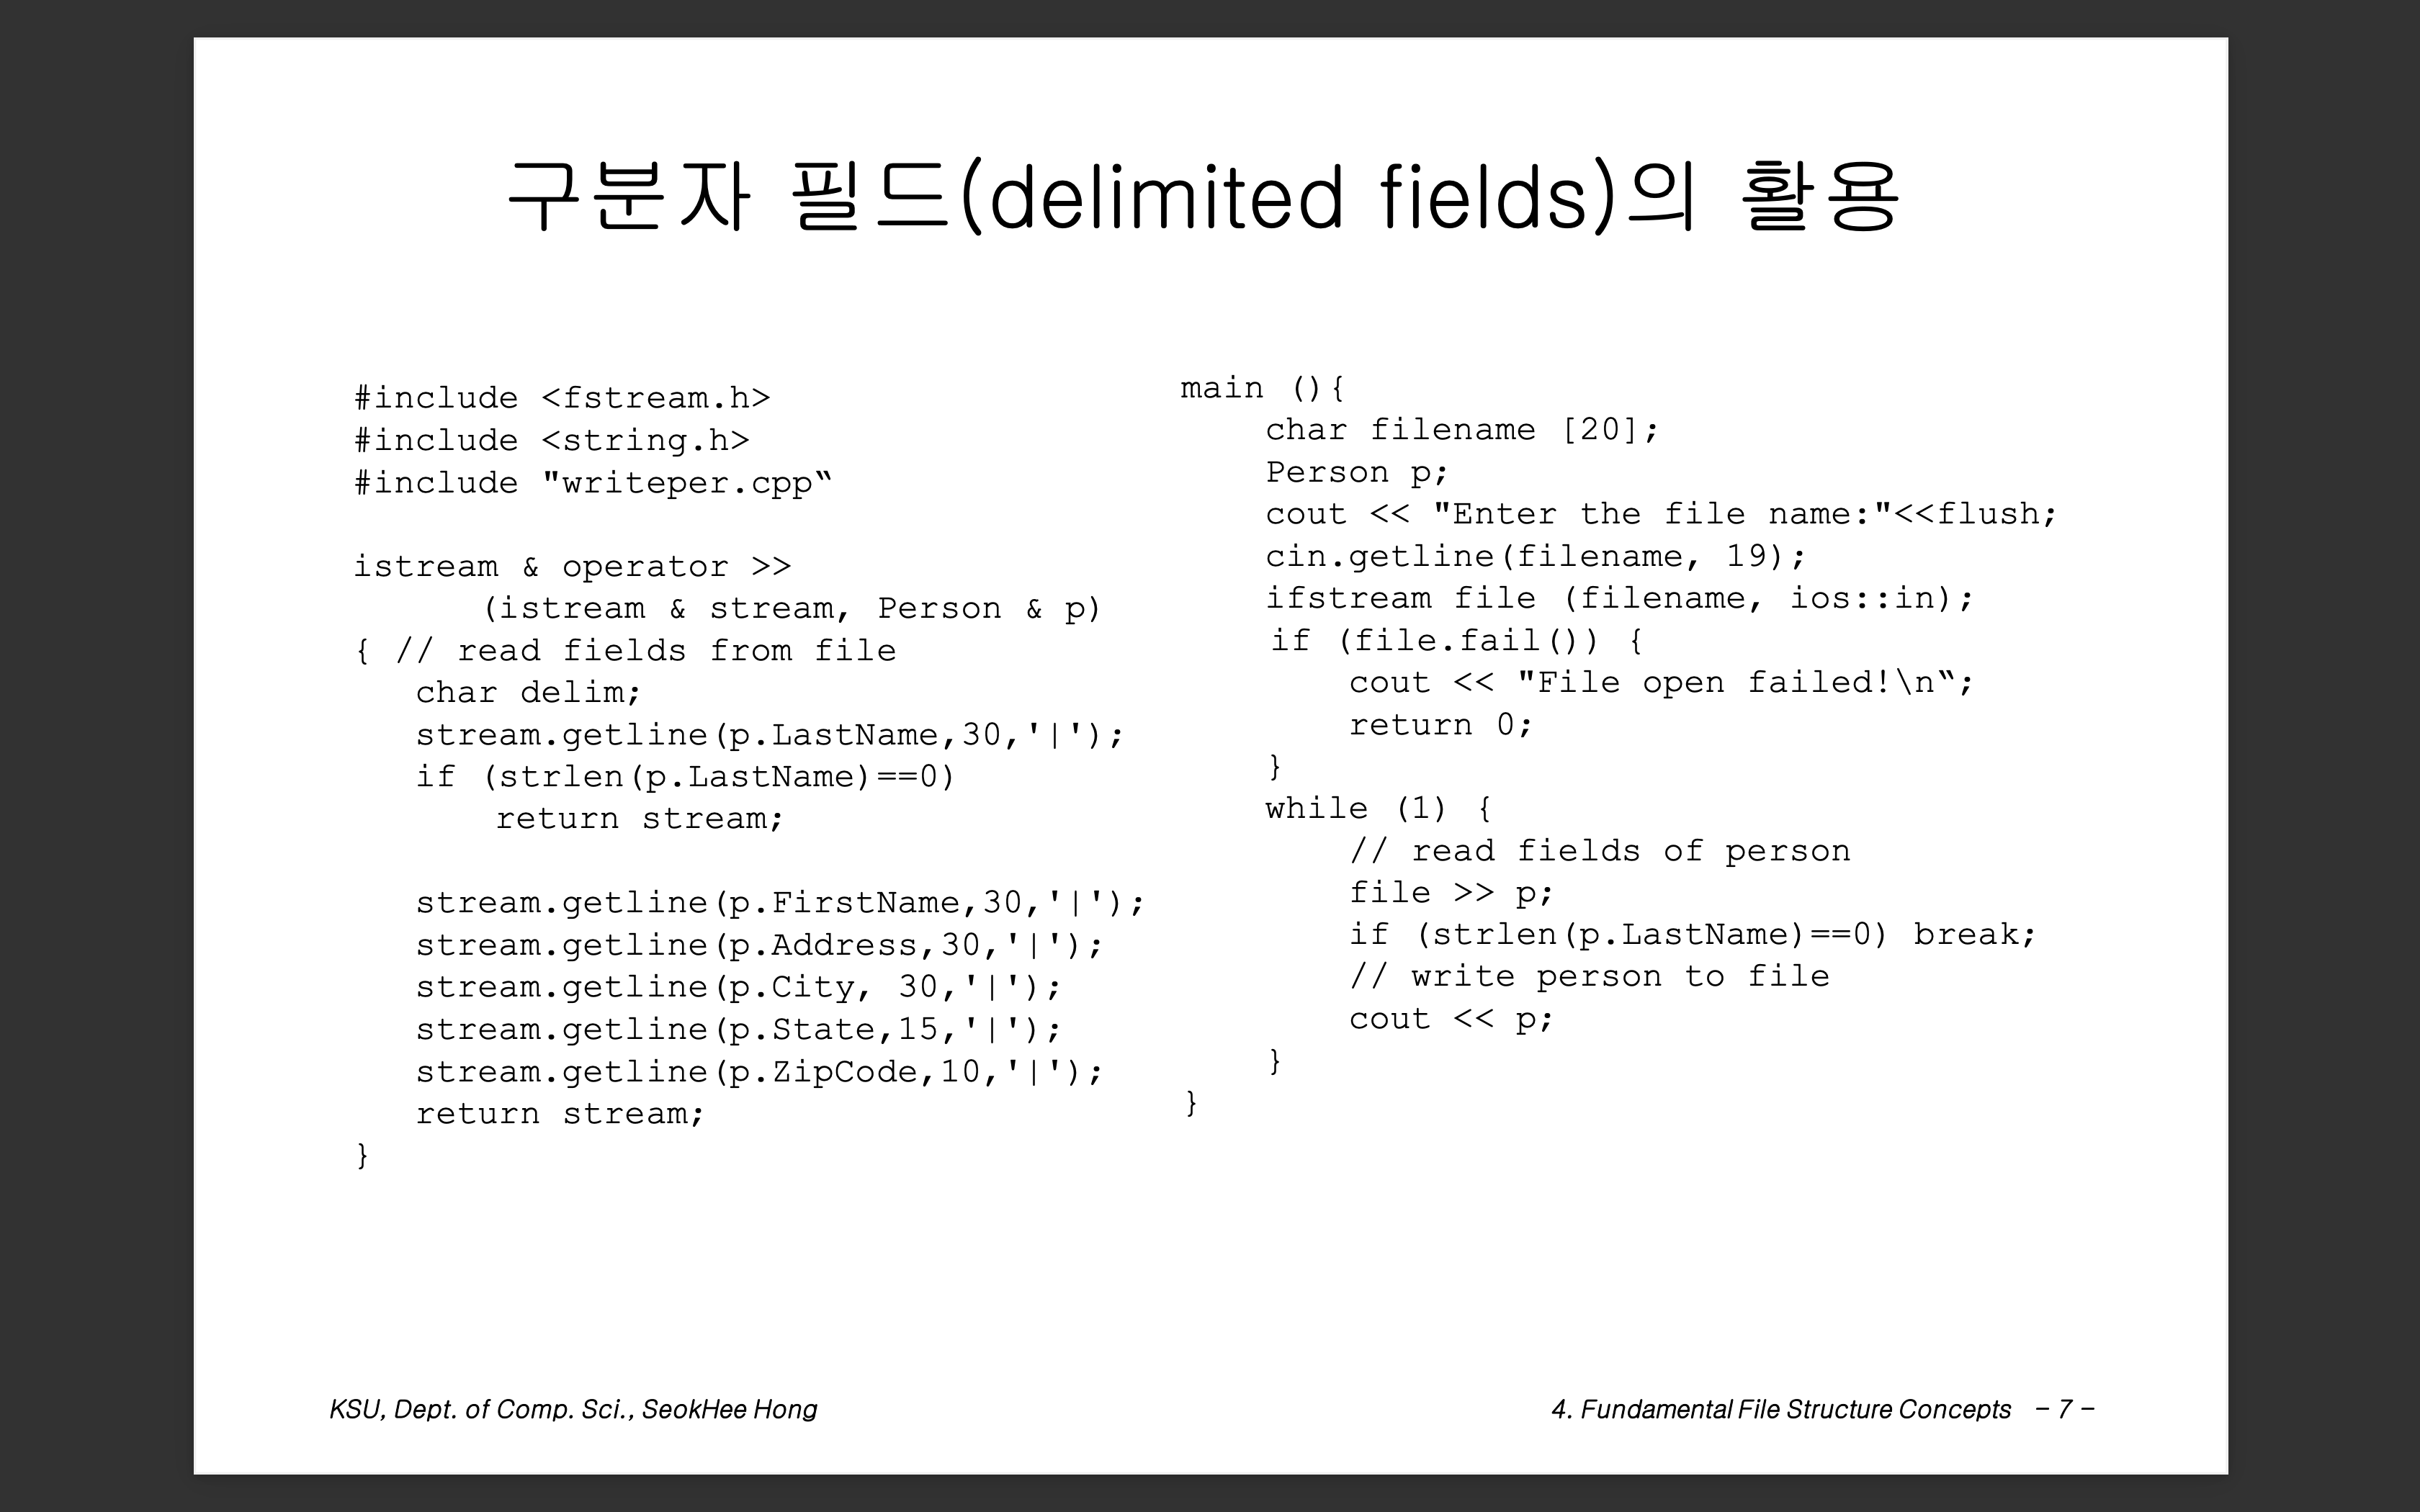 구분자 필드(delimited fields)의 활용
#include <fstream.h>
#include <string.h>
#include "writeper.cpp‟

istream & operator >>
      (istream & stream, Person & p)
{ // read fields from file
   char delim;
   stream.getline(p.LastName,30,'|');
   if (strlen(p.LastName)==0)
       return stream;

   stream.getline(p.FirstName,30,'|');
   stream.getline(p.Address,30,'|');
   stream.getline(p.City, 30,'|');
   stream.getline(p.State,15,'|');
   stream.getline(p.ZipCode,10,'|');
   return stream;
}
main (){
    char filename [20];
    Person p;
    cout << "Enter the file name:"<<flush;
    cin.getline(filename, 19);
    ifstream file (filename, ios::in);
    if (file.fail()) {
        cout << "File open failed!\n‟;
        return 0;
    }
    while (1) {
        // read fields of person
        file >> p;
        if (strlen(p.LastName)==0) break;
        // write person to file
        cout << p;
    }
}
KSU, Dept. of Comp. Sci., SeokHee Hong
4. Fundamental File Structure Concepts - 7 -